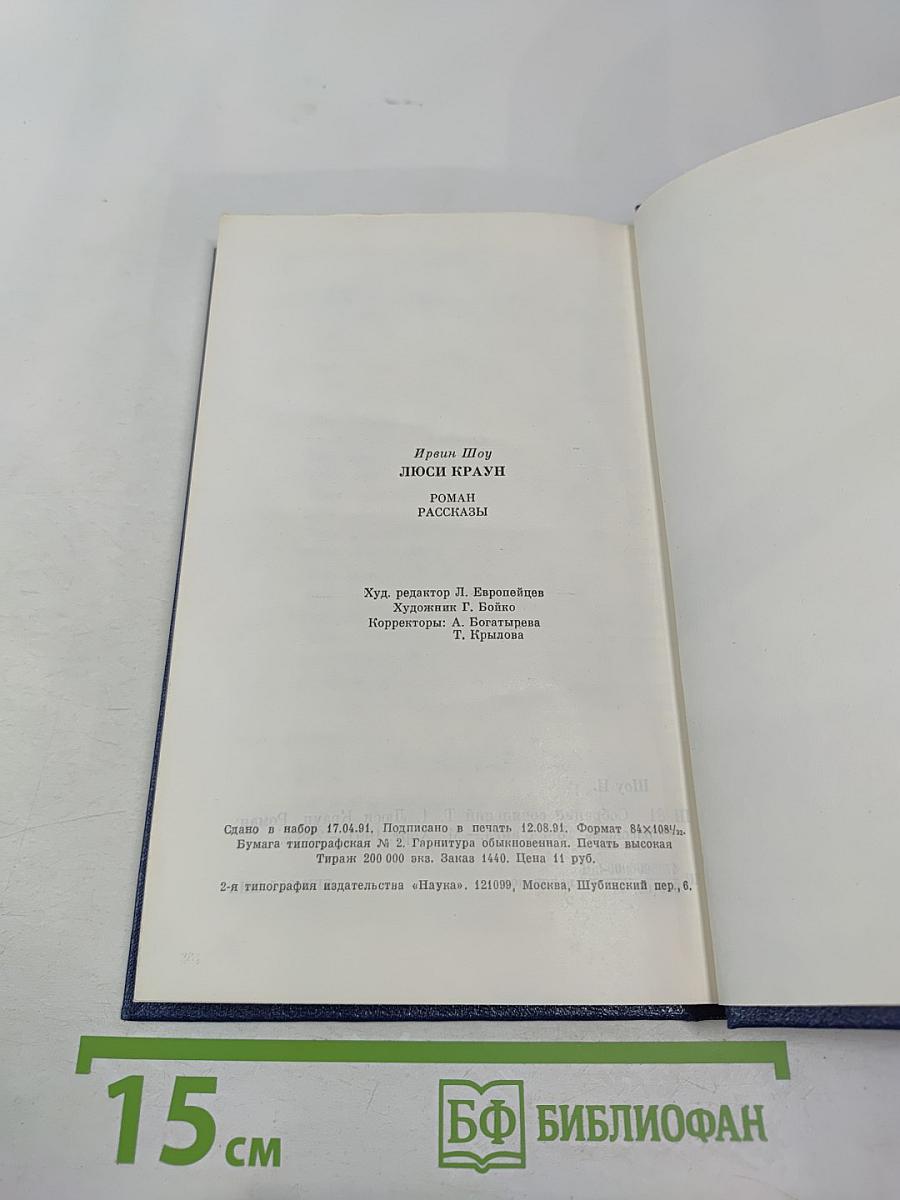 Ирвин Шоу
ЛЮСИ КРАУН
РОМАН
РАССКАЗЫ
Худ. редактор Л. Европейцев
Художник Г. Бойко
Корректоры: А. Богатырева
Т. Крылова
Сдано в набор 17.04.91. Подписано в печать 12.08.91. Формат 84×108¹/₃₂.
Бумага типографская № 2. Гарнитура обыкновенная. Печать высокая
Тираж 200 000 экз. Заказ 1440. Цена 11 руб.
2-я типография издательства «Наука». 121099, Москва, Шубинский пер., 6.
15 см
БФ БИБЛИОФАН